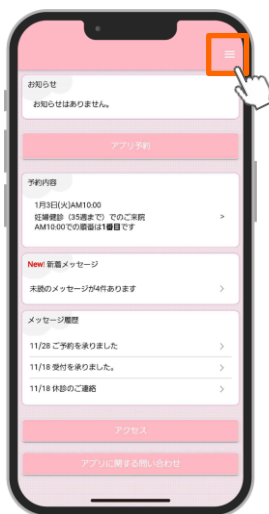 お知らせ
お知らせはありません。
アプリ予約
予約内容
1月3日(火)AM10:00
妊婦健診（35週まで）でのご来院
AM10:00での順番は1番目です
New! 新着メッセージ
未読のメッセージが4件あります
メッセージ履歴
11/28 ご予約を承りました
11/18 受付を承りました。
11/18 休診のご連絡
アクセス
アプリに関する問い合わせ